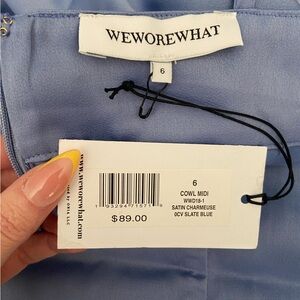 WEWOREWHAT
6
www.weworewhat.com
6
COWL MIDI
WWD18-1
SATIN CHARMEUSE
0CV SLATE BLUE
$89.00